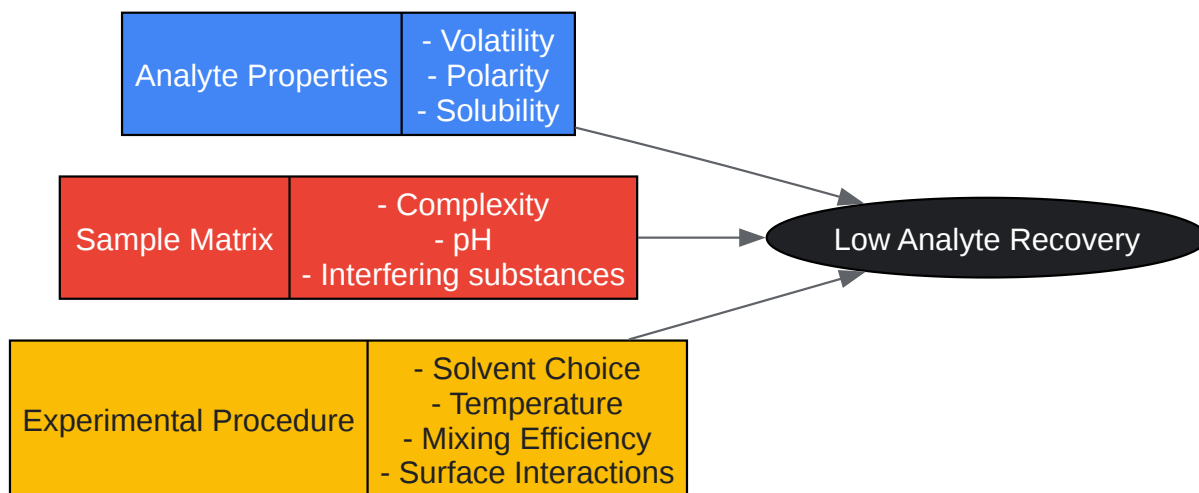 Analyte Properties
- Volatility
- Polarity
- Solubility
Sample Matrix
- Complexity
- pH
- Interfering substances
Low Analyte Recovery
Experimental Procedure
- Solvent Choice
- Temperature
- Mixing Efficiency
- Surface Interactions